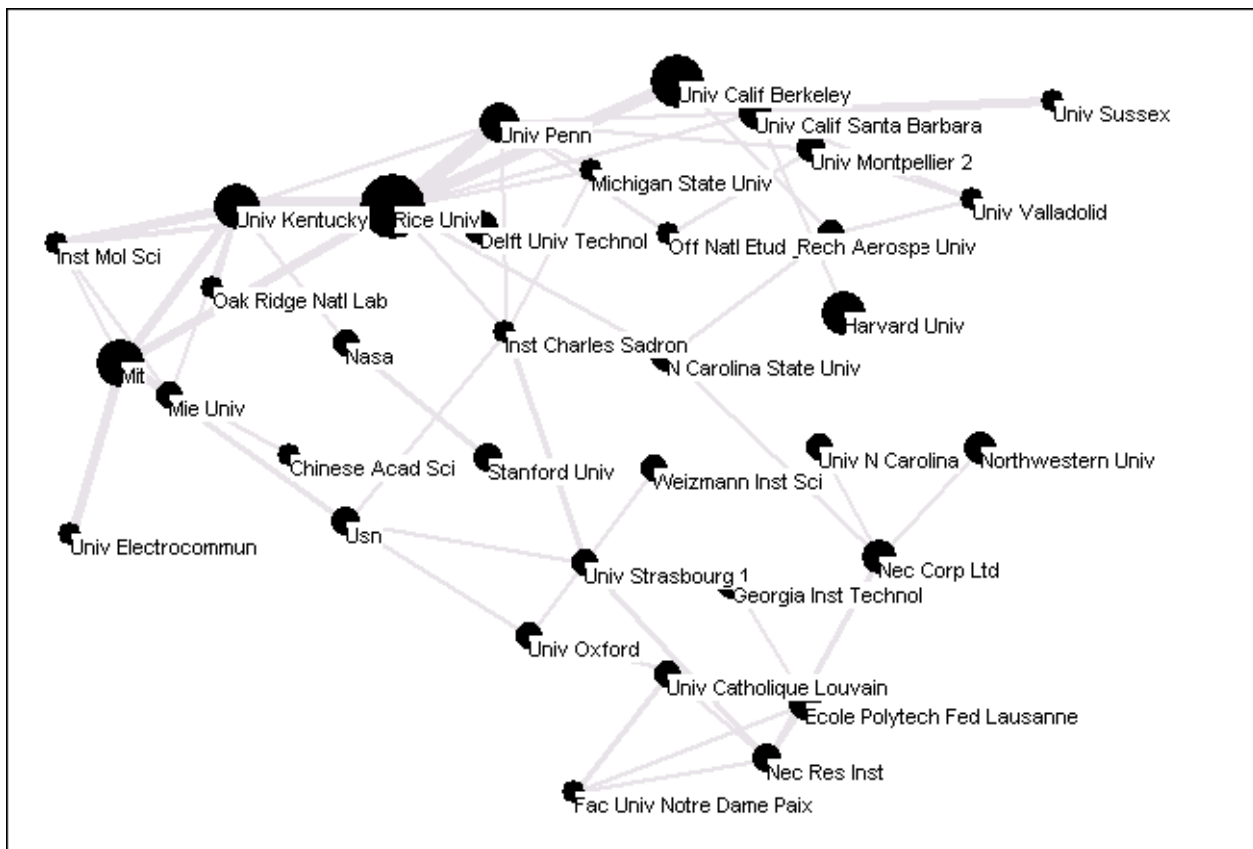 Univ Calif Berkeley
Univ Sussex
Univ Calif Santa Barbara
Univ Penn
Univ Montpellier 2
Michigan State Univ
Univ Kentucky
Rice Univ
Univ Valladolid
Delft Univ Technol
Off Natl Etud
Rech Aerospe Univ
Inst Mol Sci
Oak Ridge Natl Lab
Harvard Univ
Inst Charles Sadron
Nasa
N Carolina State Univ
Mit
Mie Univ
Chinese Acad Sci
Stanford Univ
Weizmann Inst Sci
Univ N Carolina
Northwestern Univ
Usn
Univ Electrocommun
Univ Strasbourg 1
Nec Corp Ltd
Georgia Inst Technol
Univ Oxford
Univ Catholique Louvain
Ecole Polytech Fed Lausanne
Nec Res Inst
Fac Univ Notre Dame Paix